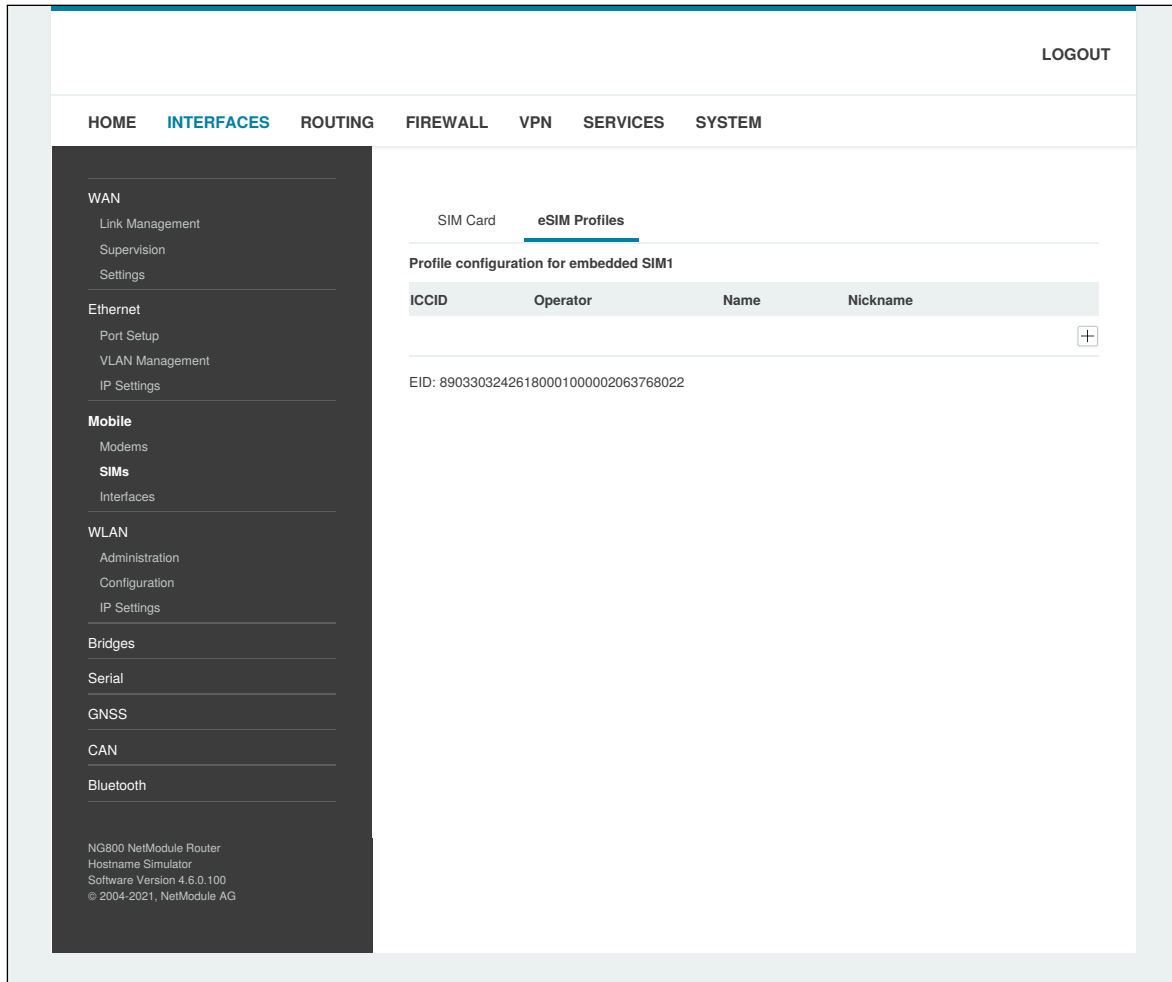 LOGOUT
HOME INTERFACES ROUTING FIREWALL VPN SERVICES SYSTEM
WAN
Link Management
Supervision
Settings
Ethernet
Port Setup
VLAN Management
IP Settings
Mobile
Modems
SIMs
Interfaces
WLAN
Administration
Configuration
IP Settings
Bridges
Serial
GNSS
CAN
Bluetooth
NG800 NetModule Router
Hostname Simulator
Software Version 4.6.0.100
© 2004-2021, NetModule AG
SIM Card eSIM Profiles
Profile configuration for embedded SIM1
ICCID Operator Name Nickname
EID: 89033032426180001000002063768022